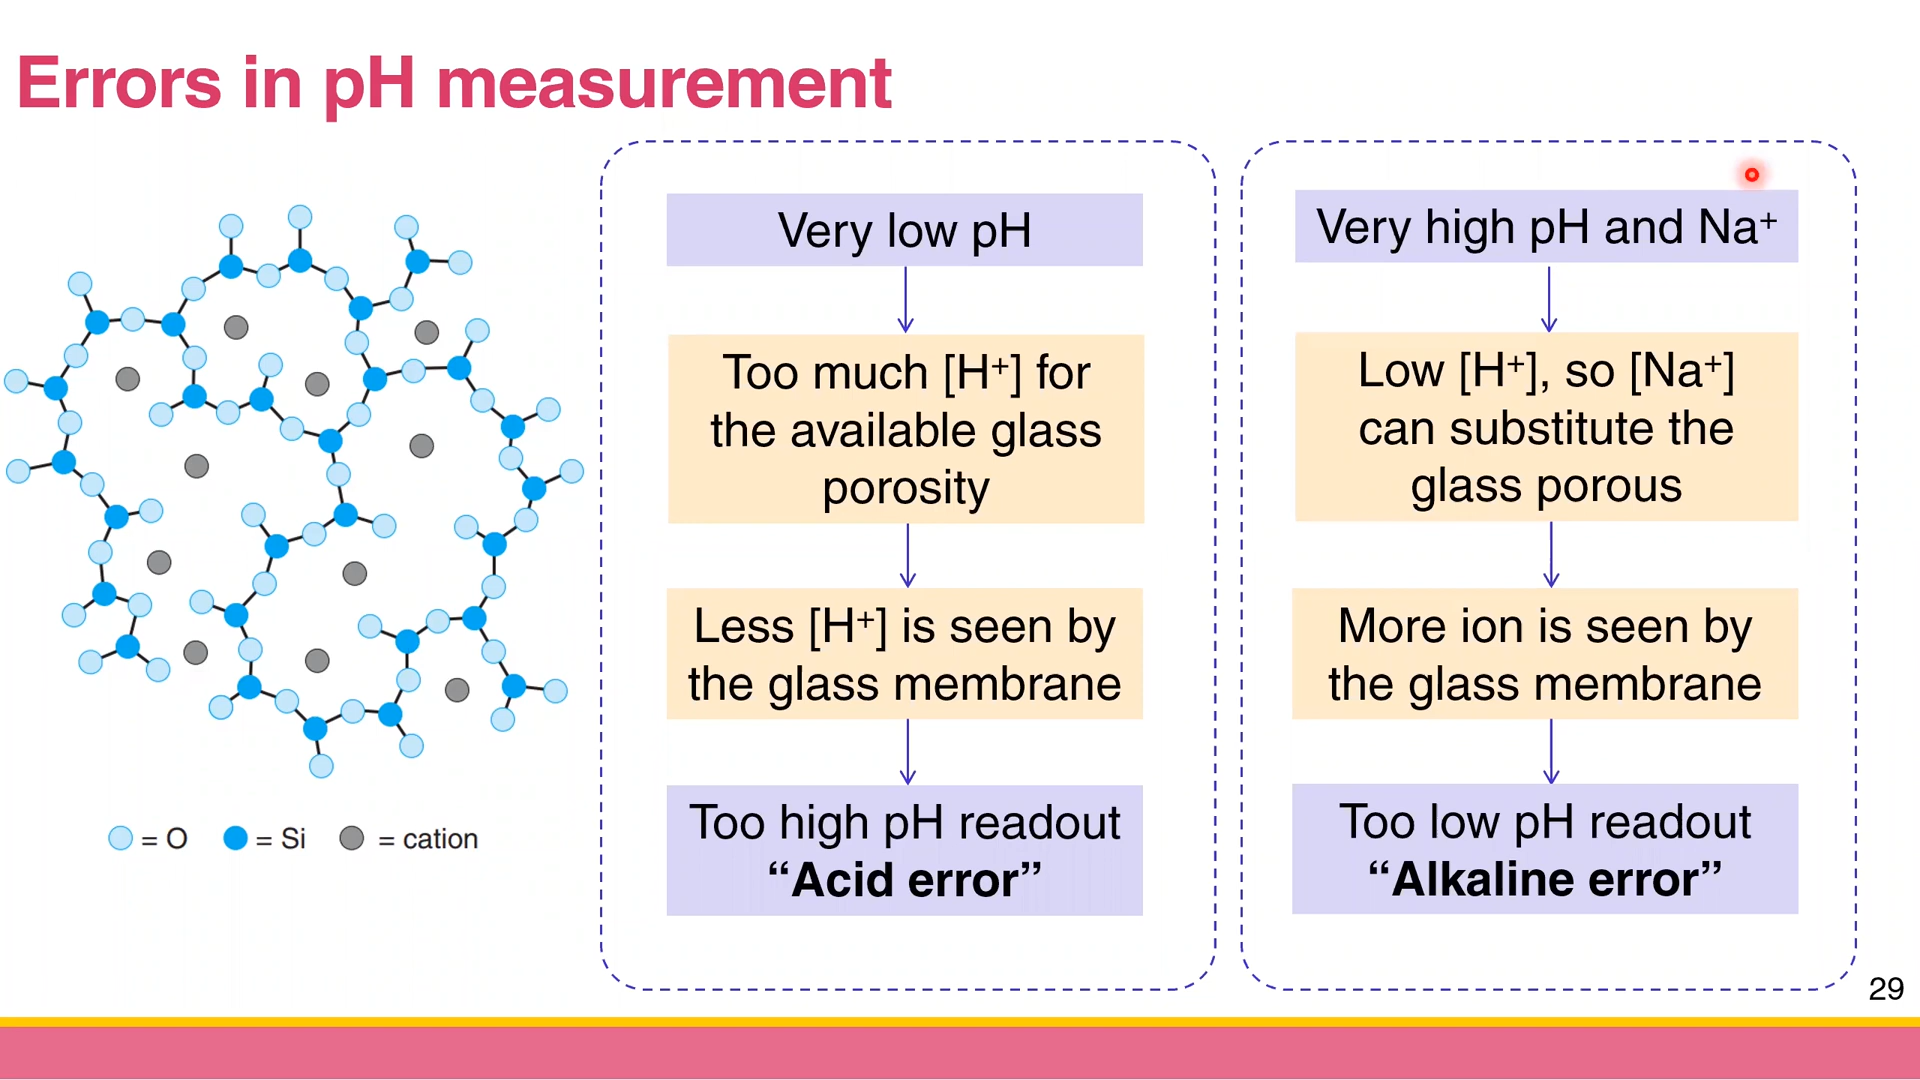 Errors in pH measurement
Very low pH
Too much [H⁺] for
the available glass
porosity
Less [H⁺] is seen by
the glass membrane
Too high pH readout
“Acid error”
Very high pH and Na⁺
Low [H⁺], so [Na⁺]
can substitute the
glass porous
More ion is seen by
the glass membrane
Too low pH readout
“Alkaline error”
= O = Si = cation
29